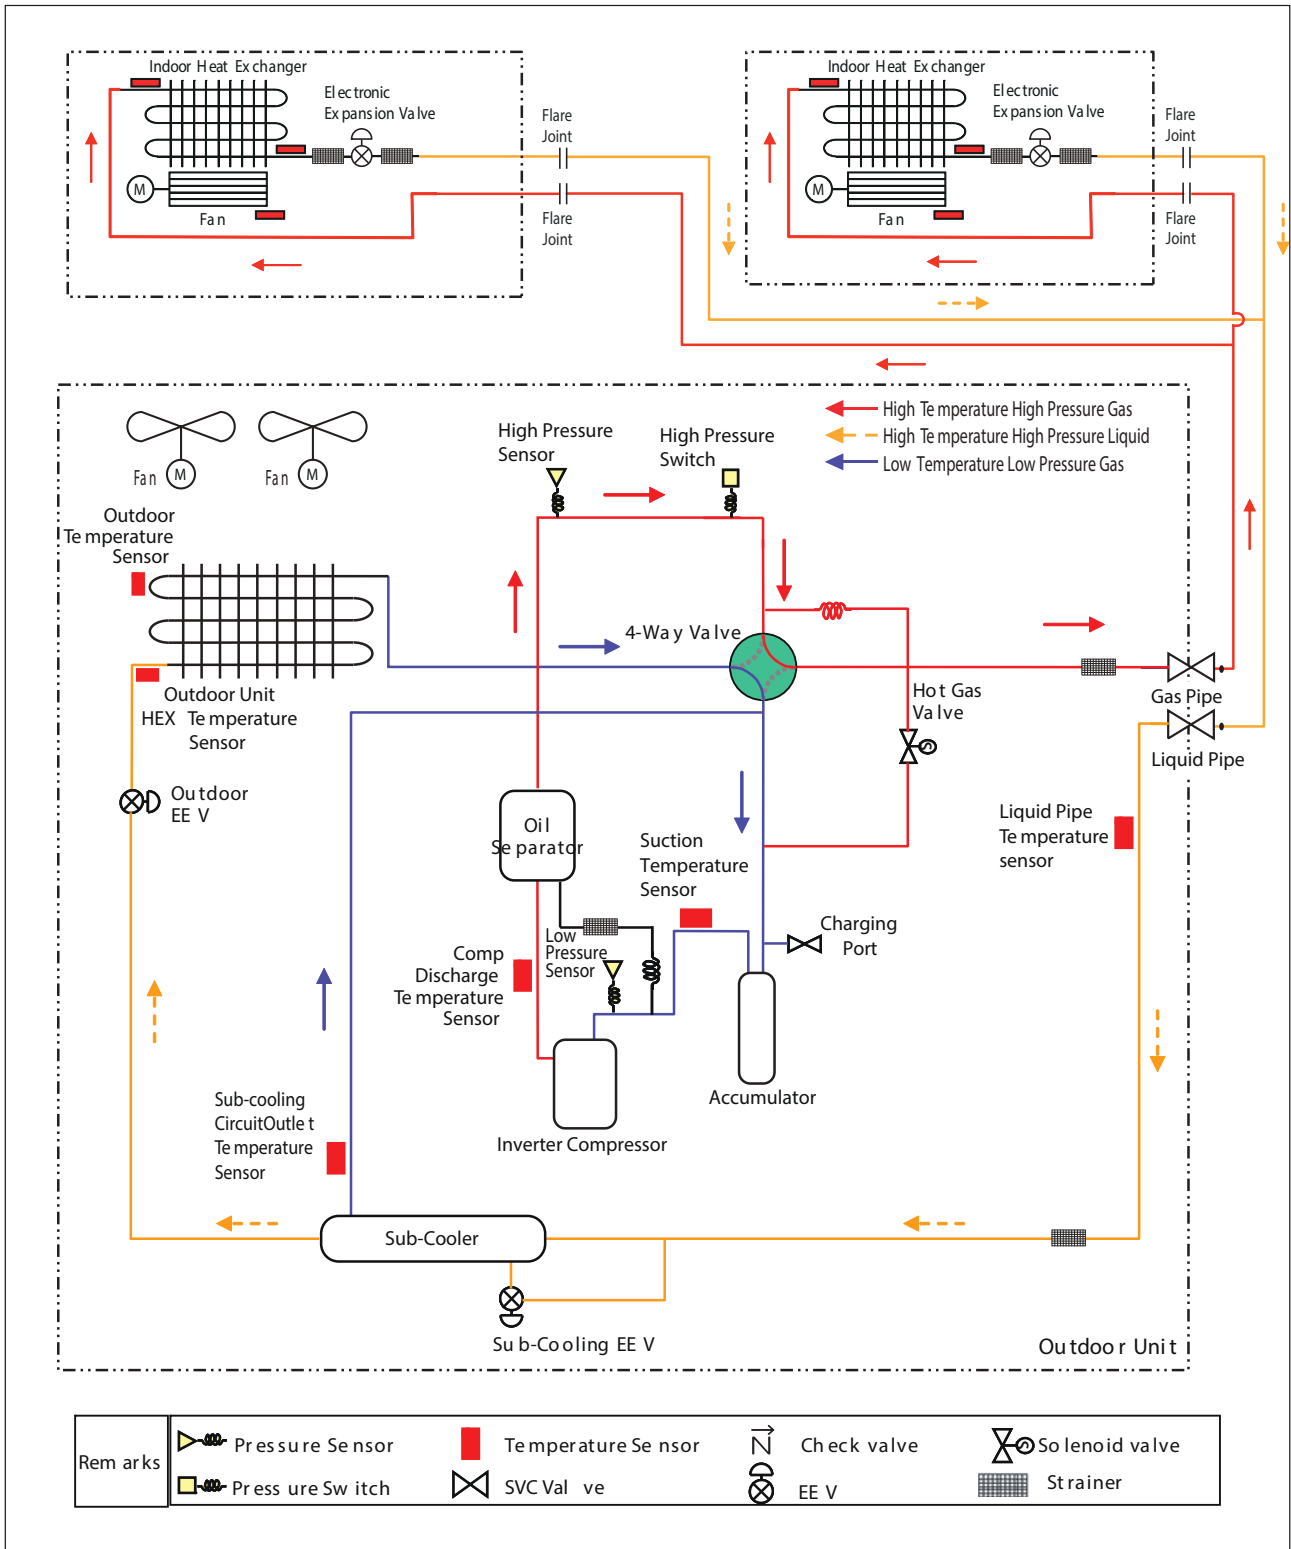 Indoor Heat Exchanger
Electronic
Expansion Valve
Flare
Joint
M
Fan
Flare
Joint
Indoor Heat Exchanger
Electronic
Expansion Valve
Flare
Joint
M
Fan
Flare
Joint
High Temperature High Pressure Gas
High Temperature High Pressure Liquid
Low Temperature Low Pressure Gas
Fan
M
Fan
M
High Pressure
Sensor
High Pressure
Switch
Outdoor
Temperature
Sensor
4-Way Valve
Outdoor Unit
HEX Temperature
Sensor
Hot Gas
Valve
S
Gas Pipe
Liquid Pipe
Outdoor
EEV
Oil
Separator
Suction
Temperature
Sensor
Liquid Pipe
Temperature
sensor
Charging
Port
Low
Pressure
Sensor
Comp
Discharge
Temperature
Sensor
Accumulator
Inverter Compressor
Sub-cooling
CircuitOutlet
Temperature
Sensor
Sub-Cooler
Sub-Cooling EEV
Outdoor Unit
Remarks
Pressure Sensor
Temperature Sensor
Check valve
S
Solenoid valve
Pressure Switch
SVC Valve
EEV
Strainer